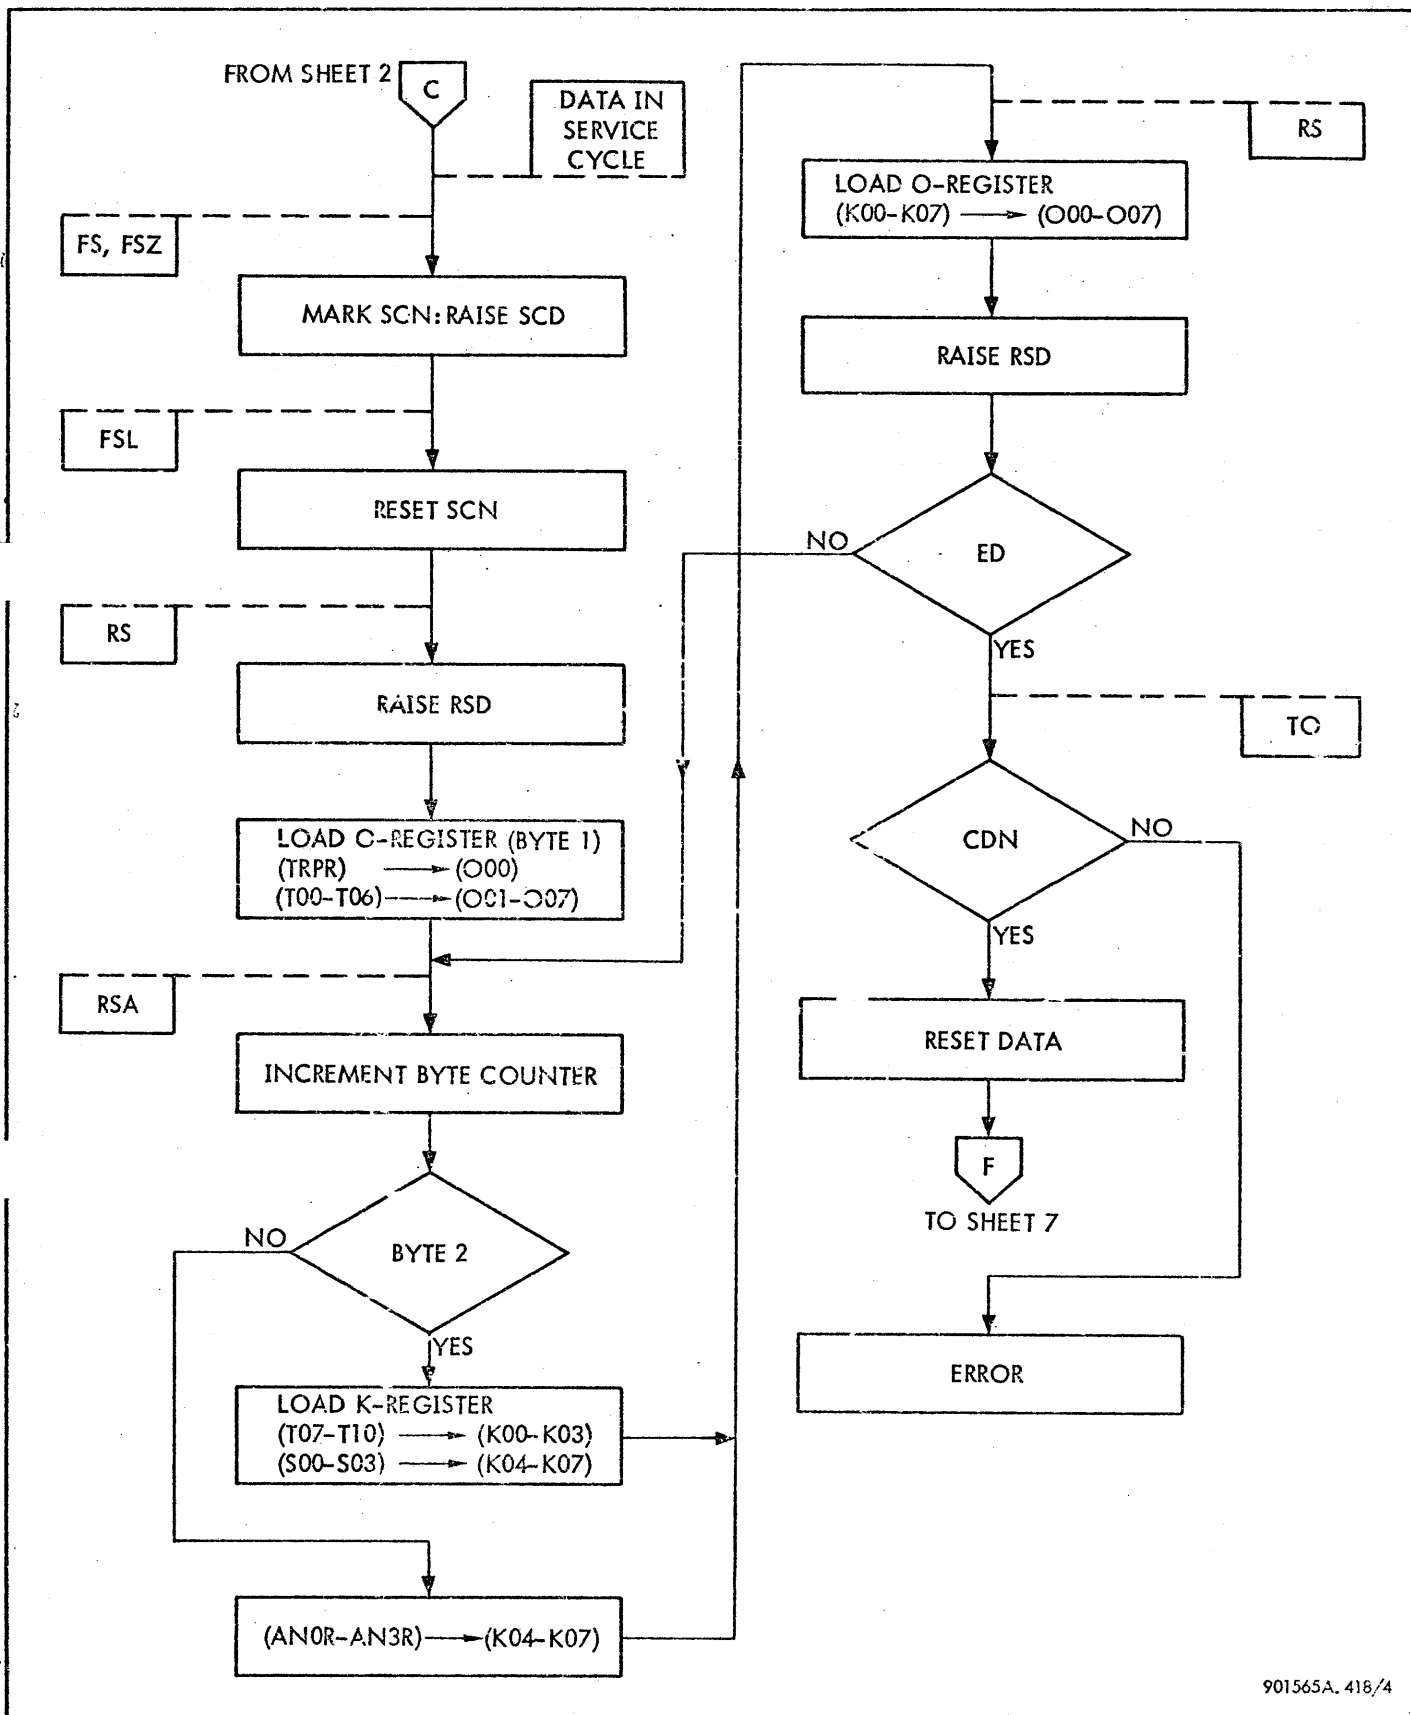 FROM SHEET 2
C
DATA IN
SERVICE
CYCLE
FS, FSZ
MARK SCN: RAISE SCD
FSL
RESET SCN
RS
RAISE RSD
LOAD O-REGISTER (BYTE 1)
(TRPR) → (O00)
(T00-T06) → (O01-O07)
RSA
INCREMENT BYTE COUNTER
BYTE 2
NO
YES
LOAD K-REGISTER
(T07-T10) → (K00-K03)
(S00-S03) → (K04-K07)
(AN0R-AN3R) → (K04-K07)
RS
LOAD O-REGISTER
(K00-K07) → (O00-O07)
RAISE RSD
NO
ED
YES
TO
CDN
NO
YES
RESET DATA
F
TO SHEET 7
ERROR
901565A. 418/4